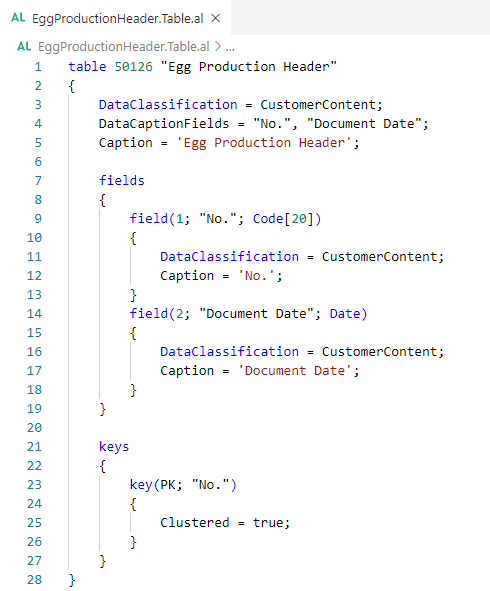 AL EggProductionHeader.Table.al ×
AL EggProductionHeader.Table.al > ...
1 table 50126 "Egg Production Header"
2 {
3 DataClassification = CustomerContent;
4 DataCaptionFields = "No.", "Document Date";
5 Caption = 'Egg Production Header';
6
7 fields
8 {
9 field(1; "No."; Code[20])
10 {
11 DataClassification = CustomerContent;
12 Caption = 'No.';
13 }
14 field(2; "Document Date"; Date)
15 {
16 DataClassification = CustomerContent;
17 Caption = 'Document Date';
18 }
19 }
20
21 keys
22 {
23 key(PK; "No.")
24 {
25 Clustered = true;
26 }
27 }
28 }